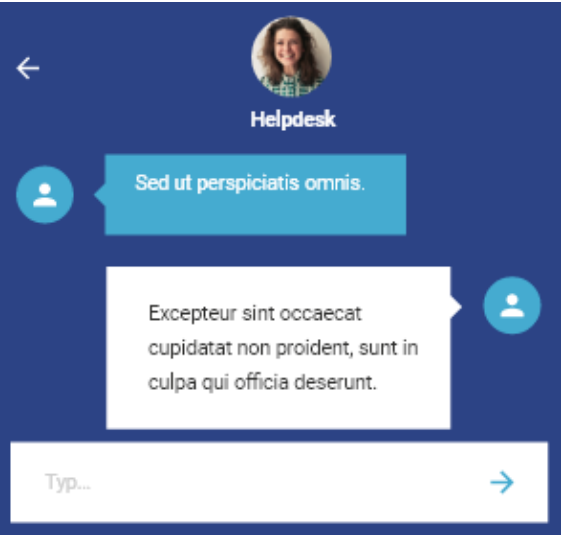 Helpdesk
Sed ut perspiciatis omnis.
Excepteur sint occaecat
cupidatat non proident, sunt in
culpa qui officia deserunt.
Typ...